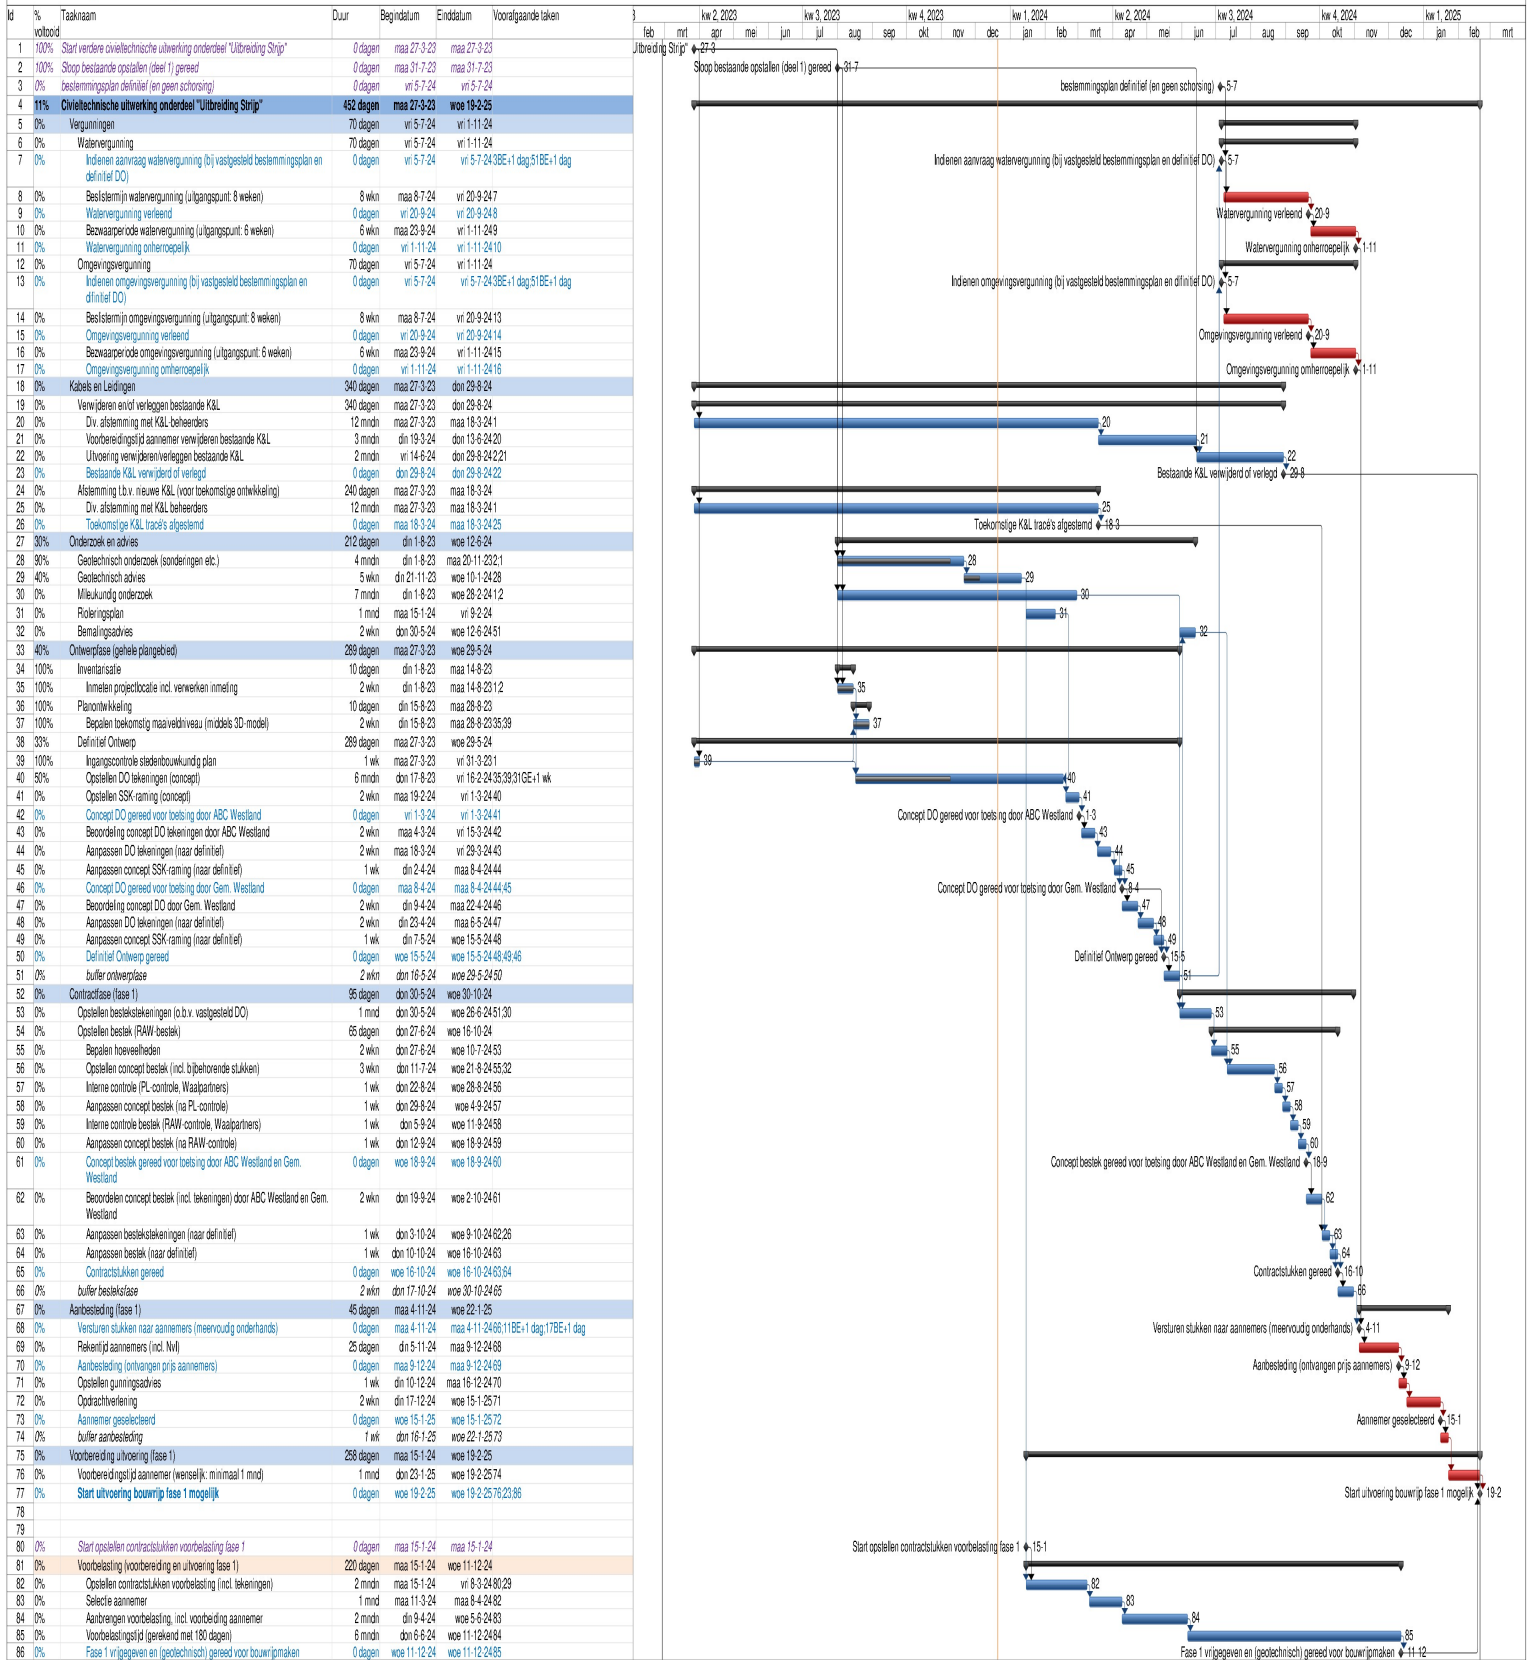 Id % voltooid Taaknaam Duur Begindatum Einddatum Voorafgaande taken
3 kw 2, 2023 kw 3, 2023 kw 4, 2023 kw 1, 2024 kw 2, 2024 kw 3, 2024 kw 4, 2024 kw 1, 2025
feb mrt apr mei jun jul aug sep okt nov dec jan feb mrt apr mei jun jul aug sep okt nov dec jan feb mrt
1 100% Start verdere civieltechnische uitwerking onderdeel "Uitbreiding Strijp" 0 dagen maa 27-3-23 maa 27-3-23
2 100% Sloop bestaande opstallen (deel 1) gereed 0 dagen maa 31-7-23 maa 31-7-23
3 0% bestemmingsplan definitief (en geen schorsing) 0 dagen vri 5-7-24 vri 5-7-24
4 11% Civieltechnische uitwerking onderdeel "Uitbreiding Strijp" 452 dagen maa 27-3-23 woe 19-2-25
5 0% Vergunningen 70 dagen vri 5-7-24 vri 1-11-24
6 0% Watervergunning 70 dagen vri 5-7-24 vri 1-11-24
7 0% Indienen aanvraag watervergunning (bij vastgesteld bestemmingsplan en definitief DO) 0 dagen vri 5-7-24 vri 5-7-24 3BE+1 dag;51BE+1 dag
8 0% Beslistermijn watervergunning (uitgangspunt: 8 weken) 8 wkn maa 8-7-24 vri 20-9-24 7
9 0% Watervergunning verleend 0 dagen vri 20-9-24 vri 20-9-24 8
10 0% Bezwaarperiode watervergunning (uitgangspunt: 6 weken) 6 wkn maa 23-9-24 vri 1-11-24 9
11 0% Watervergunning onherroepelijk 0 dagen vri 1-11-24 vri 1-11-24 10
12 0% Omgevingsvergunning 70 dagen vri 5-7-24 vri 1-11-24
13 0% Indienen omgevingsvergunning (bij vastgesteld bestemmingsplan en difinitief DO) 0 dagen vri 5-7-24 vri 5-7-24 3BE+1 dag;51BE+1 dag
14 0% Beslistermijn omgevingsvergunning (uitgangspunt: 8 weken) 8 wkn maa 8-7-24 vri 20-9-24 13
15 0% Omgevingsvergunning verleend 0 dagen vri 20-9-24 vri 20-9-24 14
16 0% Bezwaarperiode omgevingsvergunning (uitgangspunt: 6 weken) 6 wkn maa 23-9-24 vri 1-11-24 15
17 0% Omgevingsvergunning omherroepelijk 0 dagen vri 1-11-24 vri 1-11-24 16
18 0% Kabels en Leidingen 340 dagen maa 27-3-23 don 29-8-24
19 0% Verwijderen en/of verleggen bestaande K&L 340 dagen maa 27-3-23 don 29-8-24
20 0% Div. afstemming met K&L-beheerders 12 mndn maa 27-3-23 maa 18-3-24 1
21 0% Voorbereidingstijd aannemer verwijderen bestaande K&L 3 mndn din 19-3-24 don 13-6-24 20
22 0% Uitvoering verwijderen/verleggen bestaande K&L 2 mndn vri 14-6-24 don 29-8-24 2;21
23 0% Bestaande K&L verwijderd of verlegd 0 dagen don 29-8-24 don 29-8-24 22
24 0% Afstemming t.b.v. nieuwe K&L (voor toekomstige ontwikkeling) 240 dagen maa 27-3-23 maa 18-3-24
25 0% Div. afstemming met K&L beheerders 12 mndn maa 27-3-23 maa 18-3-24 1
26 0% Toekomstige K&L tracé's afgestemd 0 dagen maa 18-3-24 maa 18-3-24 25
27 30% Onderzoek en advies 212 dagen din 1-8-23 woe 12-6-24
28 90% Geotechnisch onderzoek (sonderingen etc.) 4 mndn din 1-8-23 maa 20-11-23 2;1
29 40% Geotechnisch advies 5 wkn din 21-11-23 woe 10-1-24 28
30 0% Mileukundig onderzoek 7 mndn din 1-8-23 woe 28-2-24 1;2
31 0% Rioleringsplan 1 mnd maa 15-1-24 vri 9-2-24
32 0% Bemalingsadvies 2 wkn don 30-5-24 woe 12-6-24 51
33 40% Ontwerpfase (gehele plangebied) 289 dagen maa 27-3-23 woe 29-5-24
34 100% Inventarisatie 10 dagen din 1-8-23 maa 14-8-23
35 100% Inmeten projectlocatie incl. verwerken inmeting 2 wkn din 1-8-23 maa 14-8-23 1;2
36 100% Planontwikkeling 10 dagen din 15-8-23 maa 28-8-23
37 100% Bepalen toekomstig maaiveldniveau (middels 3D-model) 2 wkn din 15-8-23 maa 28-8-23 35;39
38 33% Definitief Ontwerp 289 dagen maa 27-3-23 woe 29-5-24
39 100% Ingangscontrole stedenbouwkundig plan 1 wk maa 27-3-23 vri 31-3-23 1
40 50% Opstellen DO tekeningen (concept) 6 mndn don 17-8-23 vri 16-2-24 35;39;31GE+1 wk
41 0% Opstellen SSK-raming (concept) 2 wkn maa 19-2-24 vri 1-3-24 40
42 0% Concept DO gereed voor toetsing door ABC Westland 0 dagen vri 1-3-24 vri 1-3-24 41
43 0% Beoordeling concept DO tekeningen door ABC Westland 2 wkn maa 4-3-24 vri 15-3-24 42
44 0% Aanpassen DO tekeningen (naar definitief) 2 wkn maa 18-3-24 vri 29-3-24 43
45 0% Aanpassen concept SSK-raming (naar definitief) 1 wk din 2-4-24 maa 8-4-24 44
46 0% Concept DO gereed voor toetsing door Gem. Westland 0 dagen maa 8-4-24 maa 8-4-24 44;45
47 0% Beoordeling concept DO door Gem. Westland 2 wkn din 9-4-24 maa 22-4-24 46
48 0% Aanpassen DO tekeningen (naar definitief) 2 wkn din 23-4-24 maa 6-5-24 47
49 0% Aanpassen concept SSK-raming (naar definitief) 1 wk din 7-5-24 woe 15-5-24 48
50 0% Definitief Ontwerp gereed 0 dagen woe 15-5-24 woe 15-5-24 48;49;46
51 0% buffer ontwerpfase 2 wkn don 16-5-24 woe 29-5-24 50
52 0% Contractfase (fase 1) 95 dagen don 30-5-24 woe 30-10-24
53 0% Opstellen bestekstekeningen (o.b.v. vastgesteld DO) 1 mnd don 30-5-24 woe 26-6-24 51;30
54 0% Opstellen bestek (RAW-bestek) 65 dagen don 27-6-24 woe 16-10-24
55 0% Bepalen hoeveelheden 2 wkn don 27-6-24 woe 10-7-24 53
56 0% Opstellen concept bestek (incl. bijbehorende stukken) 3 wkn don 11-7-24 woe 21-8-24 55;32
57 0% Interne controle (PL-controle, Waalpartners) 1 wk don 22-8-24 woe 28-8-24 56
58 0% Aanpassen concept bestek (na PL-controle) 1 wk don 29-8-24 woe 4-9-24 57
59 0% Interne controle bestek (RAW-controle, Waalpartners) 1 wk don 5-9-24 woe 11-9-24 58
60 0% Aanpassen concept bestek (na RAW-controle) 1 wk don 12-9-24 woe 18-9-24 59
61 0% Concept bestek gereed voor toetsing door ABC Westland en Gem. Westland 0 dagen woe 18-9-24 woe 18-9-24 60
62 0% Beoordelen concept bestek (incl. tekeningen) door ABC Westland en Gem. Westland 2 wkn don 19-9-24 woe 2-10-24 61
63 0% Aanpassen bestekstekeningen (naar definitief) 1 wk don 3-10-24 woe 9-10-24 62;26
64 0% Aanpassen bestek (naar definitief) 1 wk don 10-10-24 woe 16-10-24 63
65 0% Contractstukken gereed 0 dagen woe 16-10-24 woe 16-10-24 63;64
66 0% buffer besteksfase 2 wkn don 17-10-24 woe 30-10-24 65
67 0% Aanbesteding (fase 1) 45 dagen maa 4-11-24 woe 22-1-25
68 0% Versturen stukken naar aannemers (meervoudig onderhands) 0 dagen maa 4-11-24 maa 4-11-24 66;11BE+1 dag;17BE+1 dag
69 0% Rekentijd aannemers (incl. NvI) 25 dagen din 5-11-24 maa 9-12-24 68
70 0% Aanbesteding (ontvangen prijs aannemers) 0 dagen maa 9-12-24 maa 9-12-24 69
71 0% Opstellen gunningsadvies 1 wk din 10-12-24 maa 16-12-24 70
72 0% Opdrachtverlening 2 wkn din 17-12-24 woe 15-1-25 71
73 0% Aannemer geselecteerd 0 dagen woe 15-1-25 woe 15-1-25 72
74 0% buffer aanbesteding 1 wk don 16-1-25 woe 22-1-25 73
75 0% Voorbereiding uitvoering (fase 1) 258 dagen maa 15-1-24 woe 19-2-25
76 0% Voorbereidingstijd aannemer (wenselijk: minimaal 1 mnd) 1 mnd don 23-1-25 woe 19-2-25 74
77 0% Start uitvoering bouwrijp fase 1 mogelijk 0 dagen woe 19-2-25 woe 19-2-25 76;23;86
78
79
80 0% Start opstellen contractstukken voorbelasting fase 1 0 dagen maa 15-1-24 maa 15-1-24
81 0% Voorbelasting (voorbereiding en uitvoering fase 1) 220 dagen maa 15-1-24 woe 11-12-24
82 0% Opstellen contractstukken voorbelasting (incl. tekeningen) 2 mndn maa 15-1-24 vri 8-3-24 80;29
83 0% Selectie aannemer 1 mnd maa 11-3-24 maa 8-4-24 82
84 0% Aanbrengen voorbelasting, incl. voorbeiding aannemer 2 mndn din 9-4-24 woe 5-6-24 83
85 0% Voorbelastingstijd (gerekend met 180 dagen) 6 mndn don 6-6-24 woe 11-12-24 84
86 0% Fase 1 vrijgegeven en (geotechnisch) gereed voor bouwrijpmaken 0 dagen woe 11-12-24 woe 11-12-24 85
Uitbreiding Strijp" 27-3
Sloop bestaande opstallen (deel 1) gereed 31-7
bestemmingsplan definitief (en geen schorsing) 5-7
Indienen aanvraag watervergunning (bij vastgesteld bestemmingsplan en definitief DO) 5-7
Watervergunning verleend 20-9
Watervergunning onherroepelijk 1-11
Indienen omgevingsvergunning (bij vastgesteld bestemmingsplan en difinitief DO) 5-7
Omgevingsvergunning verleend 20-9
Omgevingsvergunning omherroepelijk 1-11
20
21
22
Bestaande K&L verwijderd of verlegd 29-8
25
Toekomstige K&L tracé's afgestemd 18-3
28
29
30
31
32
35
37
39
40
41
Concept DO gereed voor toetsing door ABC Westland 1-3
43
44
45
Concept DO gereed voor toetsing door Gem. Westland 8-4
47
48
49
Definitief Ontwerp gereed 15-5
51
53
55
56
57
58
59
60
Concept bestek gereed voor toetsing door ABC Westland en Gem. Westland 18-9
62
63
64
Contractstukken gereed 16-10
66
Versturen stukken naar aannemers (meervoudig onderhands) 4-11
Aanbesteding (ontvangen prijs aannemers) 9-12
Aannemer geselecteerd 15-1
Start uitvoering bouwrijp fase 1 mogelijk 19-2
Start opstellen contractstukken voorbelasting fase 1 15-1
82
83
84
85
Fase 1 vrijgegeven en (geotechnisch) gereed voor bouwrijpmaken 11-12